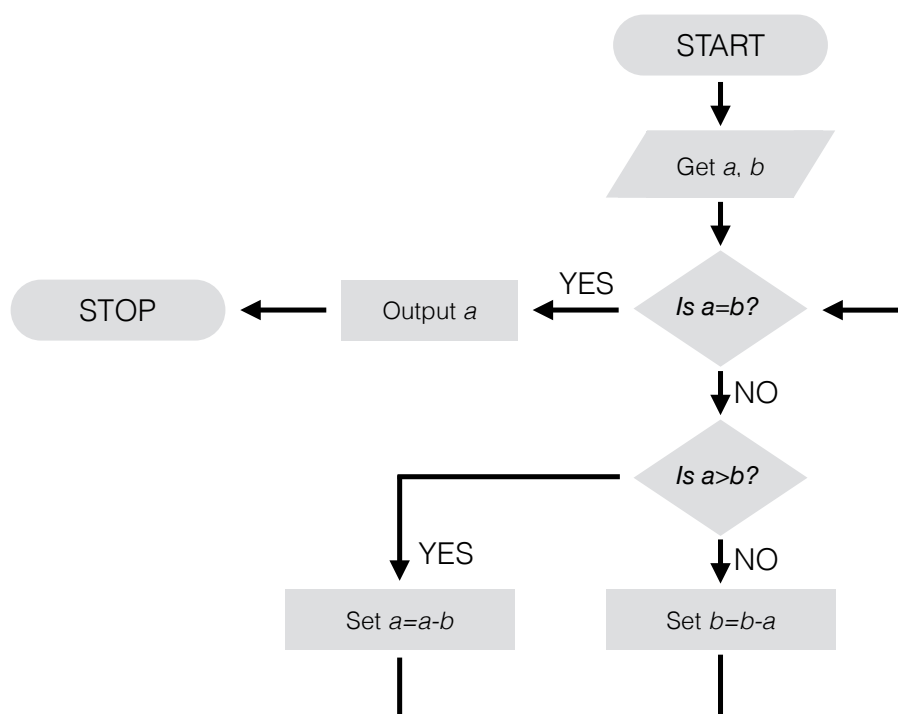 START
Get a, b
Is a=b?
YES
Output a
STOP
NO
Is a>b?
YES
NO
Set a=a-b
Set b=b-a